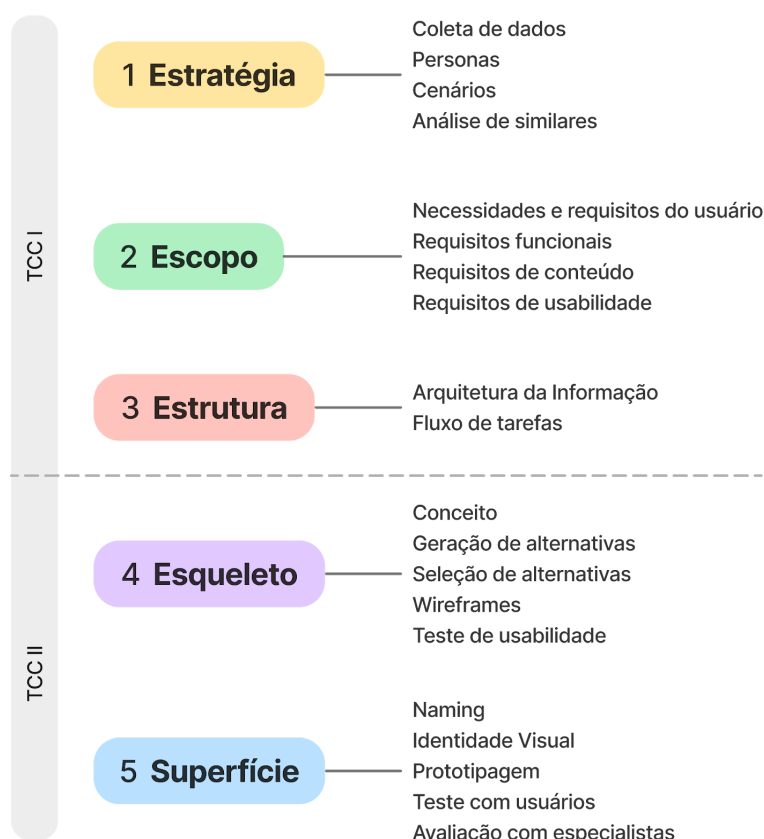 TCC I
1 Estratégia
Coleta de dados
Personas
Cenários
Análise de similares
2 Escopo
Necessidades e requisitos do usuário
Requisitos funcionais
Requisitos de conteúdo
Requisitos de usabilidade
3 Estrutura
Arquitetura da Informação
Fluxo de tarefas
TCC II
4 Esqueleto
Conceito
Geração de alternativas
Seleção de alternativas
Wireframes
Teste de usabilidade
5 Superfície
Naming
Identidade Visual
Prototipagem
Teste com usuários
Avaliação com especialistas